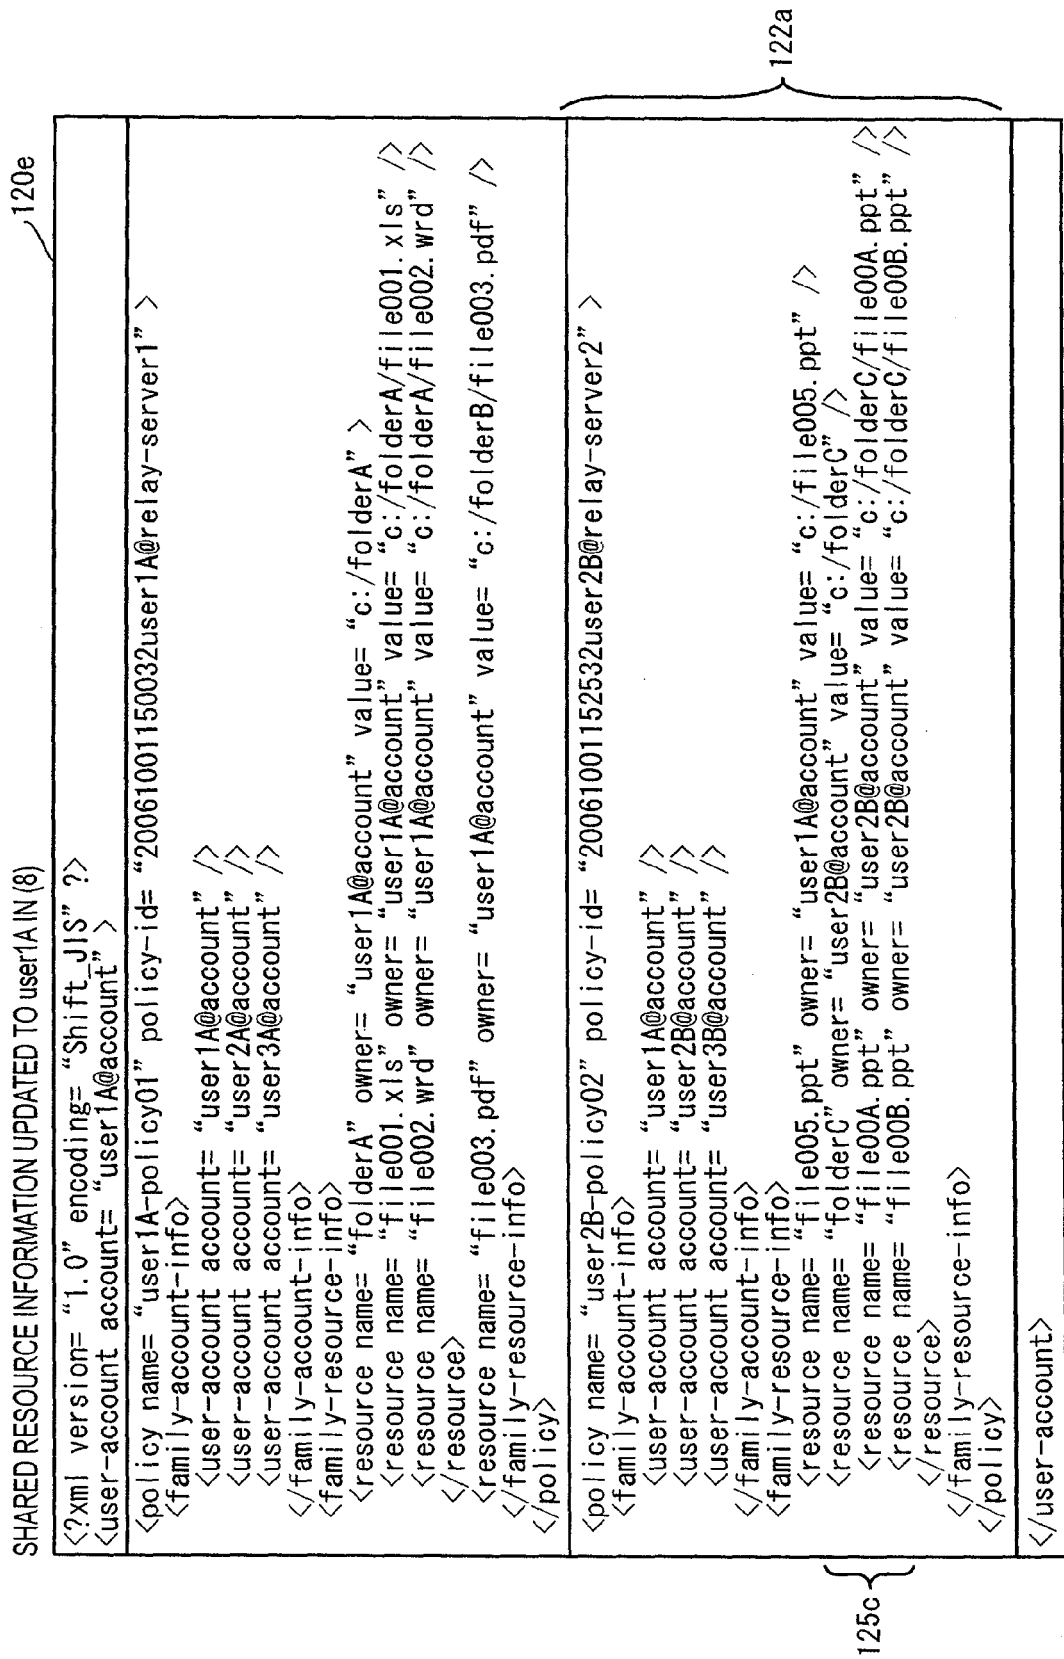 SHARED RESOURCE INFORMATION UPDATED TO user1A IN (8)
120e
<?xml version= “1.0” encoding= “Shift_JIS” ?>
<user-account account= “user1A@account” >
<policy name= “user1A-policy01” policy-id= “20061001150032user1A@relay-server1” >
<family-account-info>
<user-account account= “user1A@account” />
<user-account account= “user2A@account” />
<user-account account= “user3A@account” />
</family-account-info>
<family-resource-info>
<resource name= “folderA” owner= “user1A@account” value= “c:/folderA” >
<resource name= “file001.xls” owner= “user1A@account” value= “c:/folderA/file001.xls” />
<resource name= “file002.wrd” owner= “user1A@account” value= “c:/folderA/file002.wrd” />
</resource>
<resource name= “file003.pdf” owner= “user1A@account” value= “c:/folderB/file003.pdf” />
</family-resource-info>
</policy>
122a
<policy name= “user2B-policy02” policy-id= “20061001152532user2B@relay-server2” >
<family-account-info>
<user-account account= “user1A@account” />
<user-account account= “user2B@account” />
<user-account account= “user3B@account” />
</family-account-info>
<family-resource-info>
<resource name= “file005.ppt” owner= “user1A@account” value= “c:/file005.ppt” />
<resource name= “folderC” owner= “user2B@account” value= “c:/folderC” />
<resource name= “file00A.ppt” owner= “user2B@account” value= “c:/folderC/file00A.ppt” />
<resource name= “file00B.ppt” owner= “user2B@account” value= “c:/folderC/file00B.ppt” />
</resource>
125c
</family-resource-info>
</policy>
</user-account>